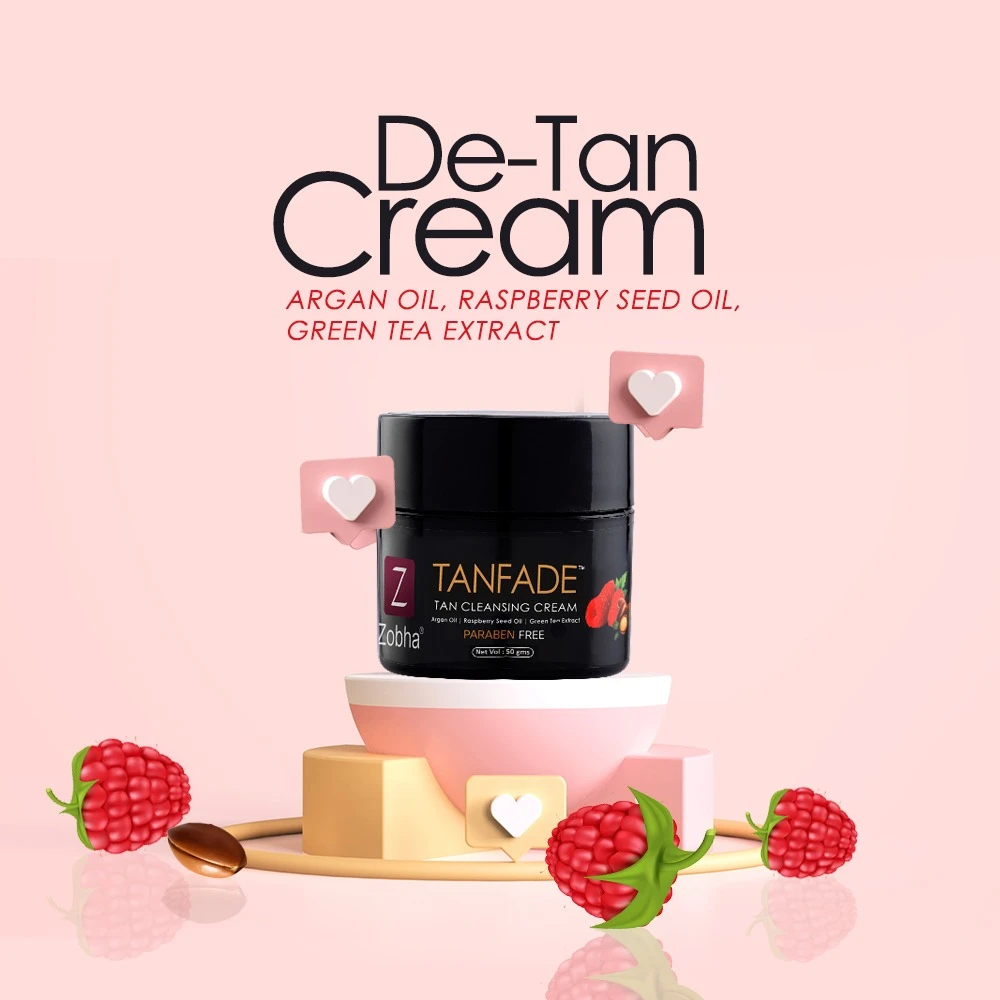 De-Tan
Cream
ARGAN OIL, RASPBERRY SEED OIL,
GREEN TEA EXTRACT
Z
Zobha®
TANFADE™
TAN CLEANSING CREAM
Argan Oil | Raspberry Seed Oil | Green Tea Extract
PARABEN FREE
Net Vol : 50 gms